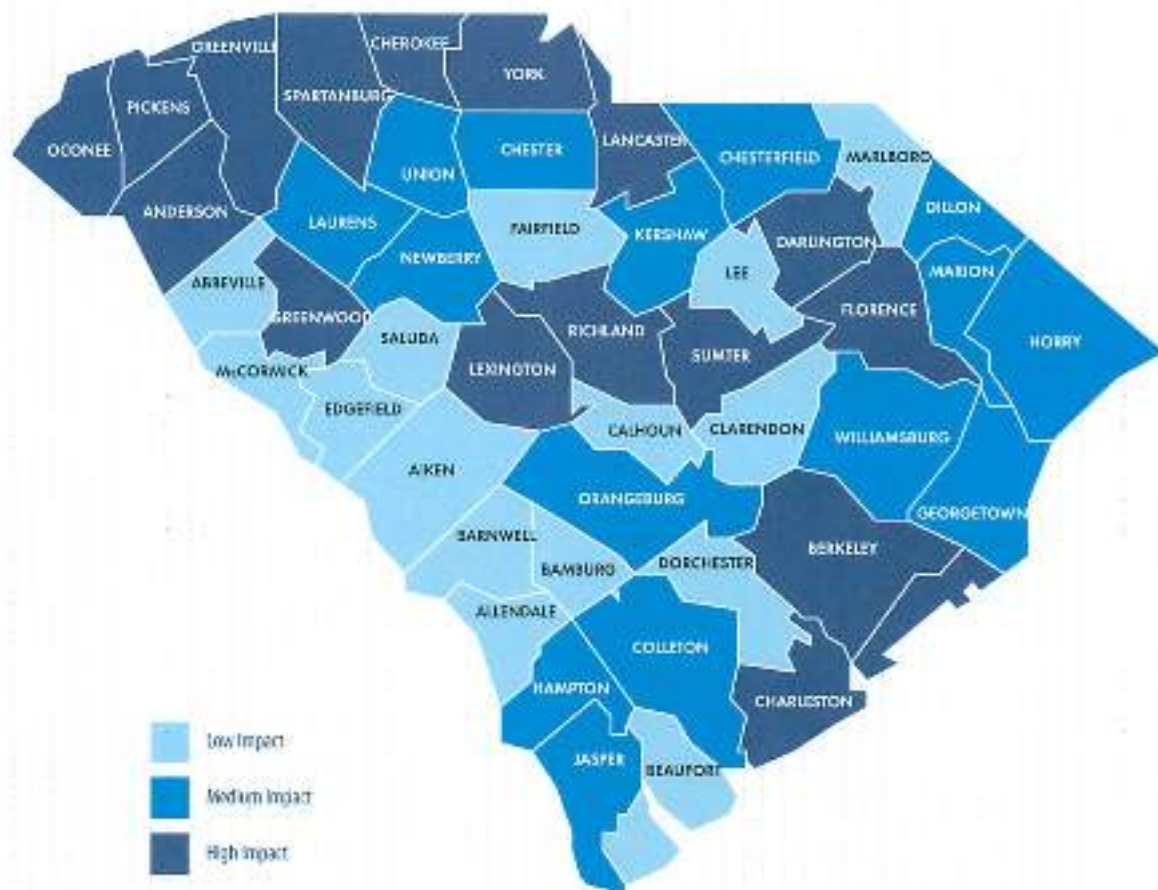 GREENVILLE
CHEROKEE
YORK
PICKENS
SPARTANBURG
OCONEE
LANCASTER
CHESTER
CHESTERFIELD
MARLBORO
UNION
ANDERSON
LAURENS
DILLON
FAIRFIELD
KERSHAW
DARLINGTON
NEWBERRY
LEE
MARION
ABBEVILLE
FLORENCE
GREENWOOD
RICHLAND
SALUDA
SUMTER
HORRY
LEXINGTON
McCORMICK
EDGEFIELD
CALHOUN
CLARENDON
WILLIAMSBURG
AIKEN
ORANGEBURG
GEORGETOWN
BARNWELL
BERKELEY
BAMBURG
DORCHESTER
ALLENDALE
COLLETON
HAMPTON
CHARLESTON
JASPER
BEAUFORT
Low Impact
Medium Impact
High Impact